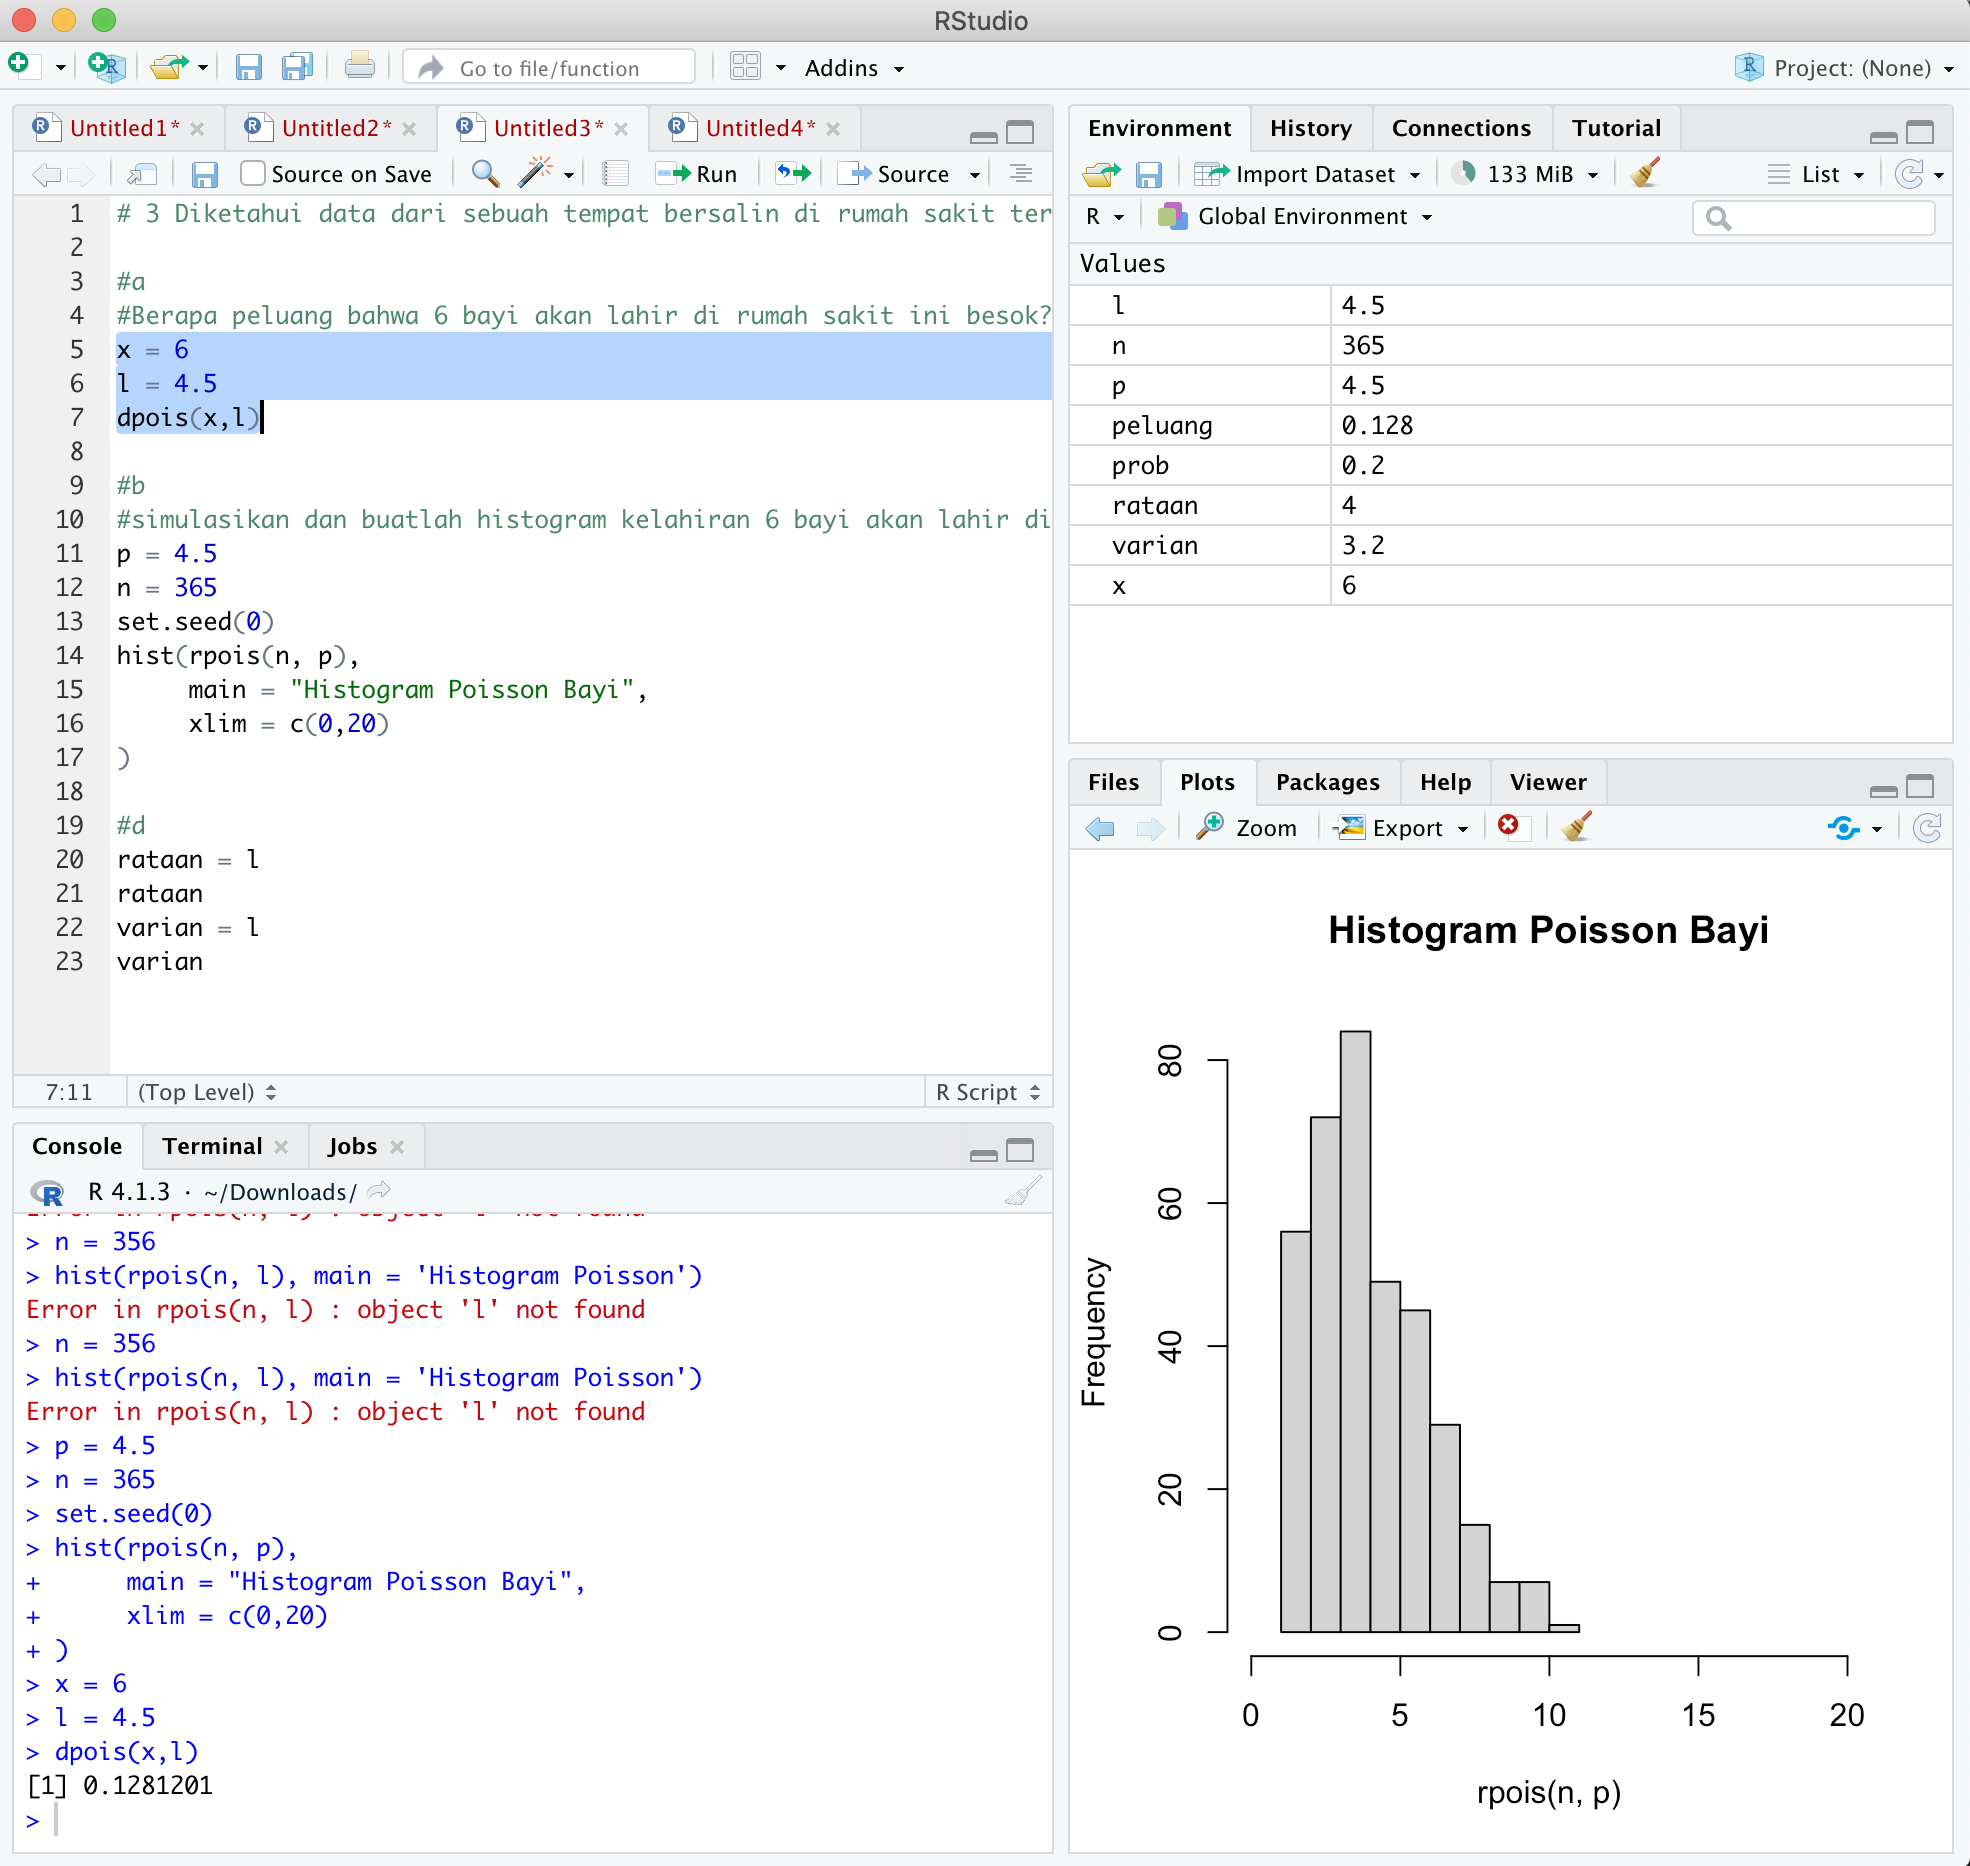 RStudio
Go to file/function
Addins
Project: (None)
Untitled1*
Untitled2*
Untitled3*
Untitled4*
Source on Save
Run
Source
1 # 3 Diketahui data dari sebuah tempat bersalin di rumah sakit ter
2
3 #a
4 #Berapa peluang bahwa 6 bayi akan lahir di rumah sakit ini besok?
5 x = 6
6 l = 4.5
7 dpois(x,l)
8
9 #b
10 #simulasikan dan buatlah histogram kelahiran 6 bayi akan lahir di
11 p = 4.5
12 n = 365
13 set.seed(0)
14 hist(rpois(n, p),
15      main = "Histogram Poisson Bayi",
16      xlim = c(0,20)
17 )
18
19 #d
20 rataan = l
21 rataan
22 varian = l
23 varian
7:11 (Top Level) R Script
Console Terminal Jobs
R 4.1.3 · ~/Downloads/
Error in rpois(n, l) : object 'l' not found
> n = 356
> hist(rpois(n, l), main = 'Histogram Poisson')
Error in rpois(n, l) : object 'l' not found
> n = 356
> hist(rpois(n, l), main = 'Histogram Poisson')
Error in rpois(n, l) : object 'l' not found
> p = 4.5
> n = 365
> set.seed(0)
> hist(rpois(n, p),
+      main = "Histogram Poisson Bayi",
+      xlim = c(0,20)
+ )
> x = 6
> l = 4.5
> dpois(x,l)
[1] 0.1281201
>
Environment History Connections Tutorial
Import Dataset 133 MiB List
R Global Environment
Values
l 4.5
n 365
p 4.5
peluang 0.128
prob 0.2
rataan 4
varian 3.2
x 6
Files Plots Packages Help Viewer
Zoom Export
Histogram Poisson Bayi
Frequency
80
60
40
20
0
0 5 10 15 20
rpois(n, p)